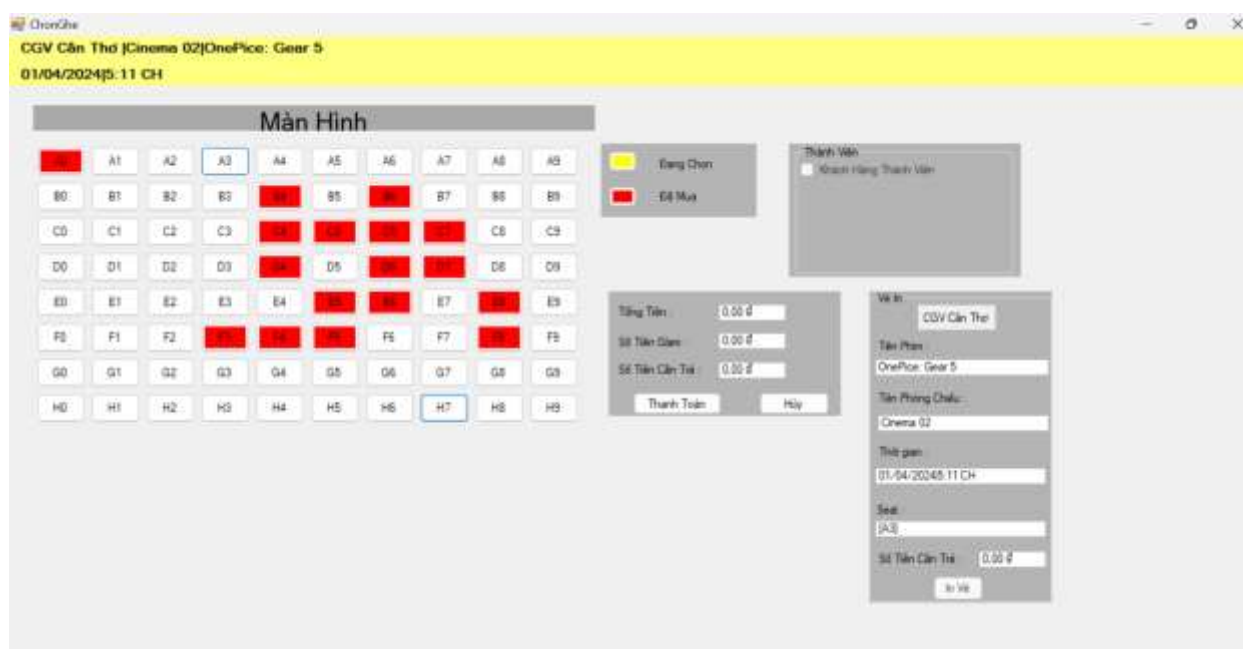 ChonGhe
CGV Cần Thơ |Cinema 02|OnePice: Gear 5
01/04/2024|5:11 CH
Màn Hình
A1 A2 A3 A4 A5 A6 A7 A8 A9
B0 B1 B2 B3 B5 B7 B8 B9
C0 C1 C2 C3 C8 C9
D0 D1 D2 D3 D5 D8 D9
E0 E1 E2 E3 E4 E7 E9
F0 F1 F2 F6 F7 F9
G0 G1 G2 G3 G4 G5 G6 G7 G8 G9
H0 H1 H2 H3 H4 H5 H6 H7 H8 H9
Đang Chọn
Đã Mua
Thành Viên
Khách Hàng Thành Viên
Tổng Tiền : 0.00 đ
Số Tiền Giảm : 0.00 đ
Số Tiền Cần Trả : 0.00 đ
Thanh Toán Hủy
Vé In
CGV Cần Thơ
Tên Phim :
OnePice: Gear 5
Tên Phòng Chiếu :
Cinema 02
Thời gian :
01/04/2024|5:11 CH
Seat :
[A3]
Số Tiền Cần Trả : 0.00 đ
In Vé